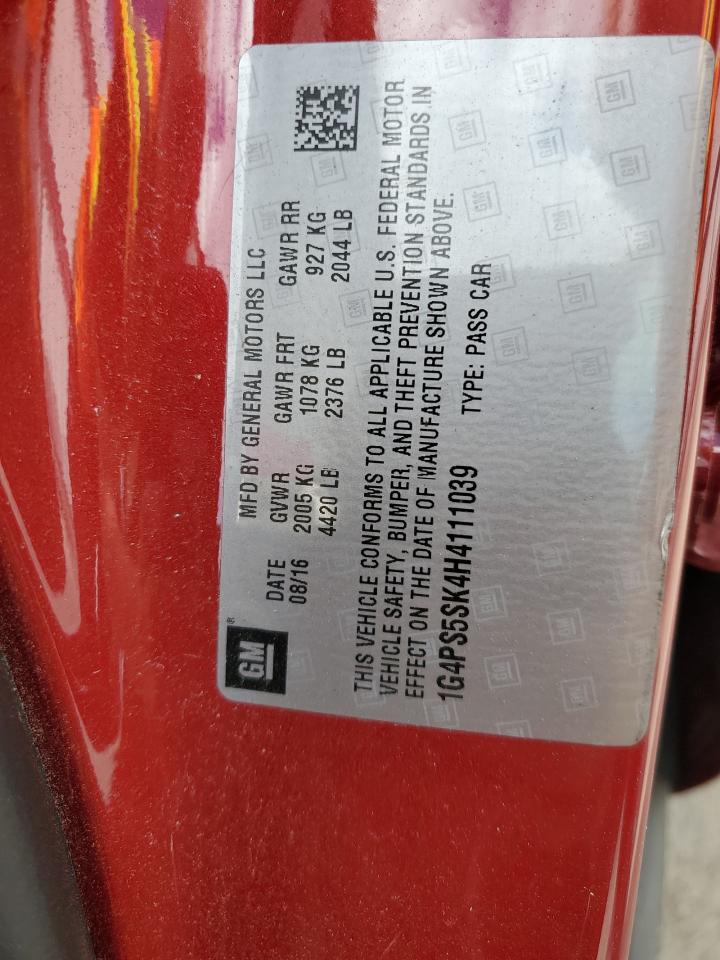 GM®
MFD BY GENERAL MOTORS LLC
DATE GVWR GAWR FRT GAWR RR
08/16 2005 KG 1078 KG 927 KG
4420 LB 2376 LB 2044 LB
THIS VEHICLE CONFORMS TO ALL APPLICABLE U.S. FEDERAL MOTOR
VEHICLE SAFETY, BUMPER, AND THEFT PREVENTION STANDARDS IN
EFFECT ON THE DATE OF MANUFACTURE SHOWN ABOVE.
1G4PS5SK4H4111039 TYPE: PASS CAR